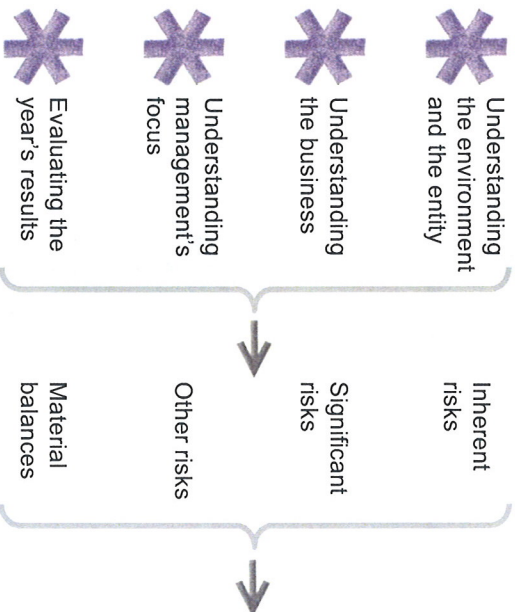 Understanding
the environment
and the entity
Understanding
the business
Understanding
management's
focus
Evaluating the
year's results
Inherent
risks
Significant
risks
Other risks
Material
balances